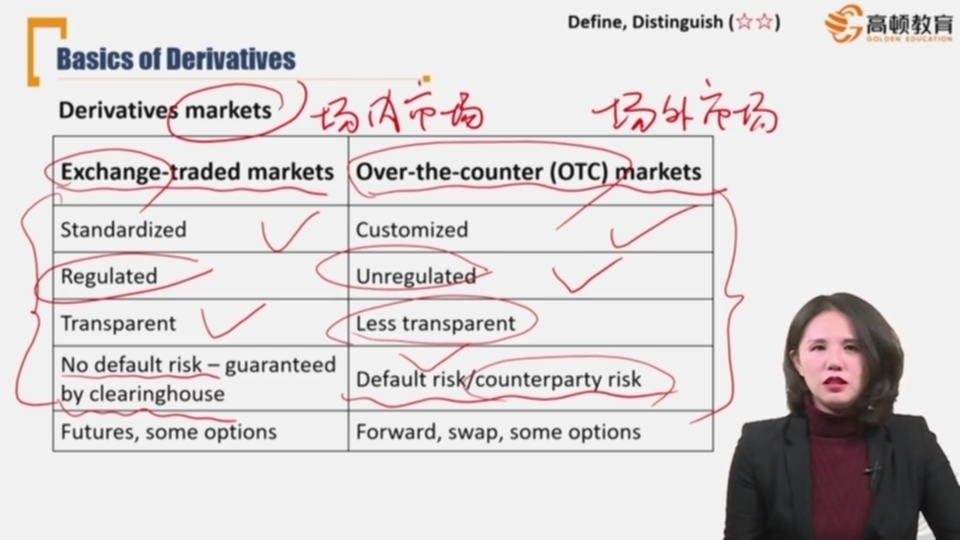 Define, Distinguish (☆☆)
高顿教育
GOLDEN EDUCATION
Basics of Derivatives
Derivatives markets 场内市场 场外市场
Exchange-traded markets Over-the-counter (OTC) markets
Standardized Customized
Regulated Unregulated
Transparent Less transparent
No default risk – guaranteed
by clearinghouse Default risk/counterparty risk
Futures, some options Forward, swap, some options